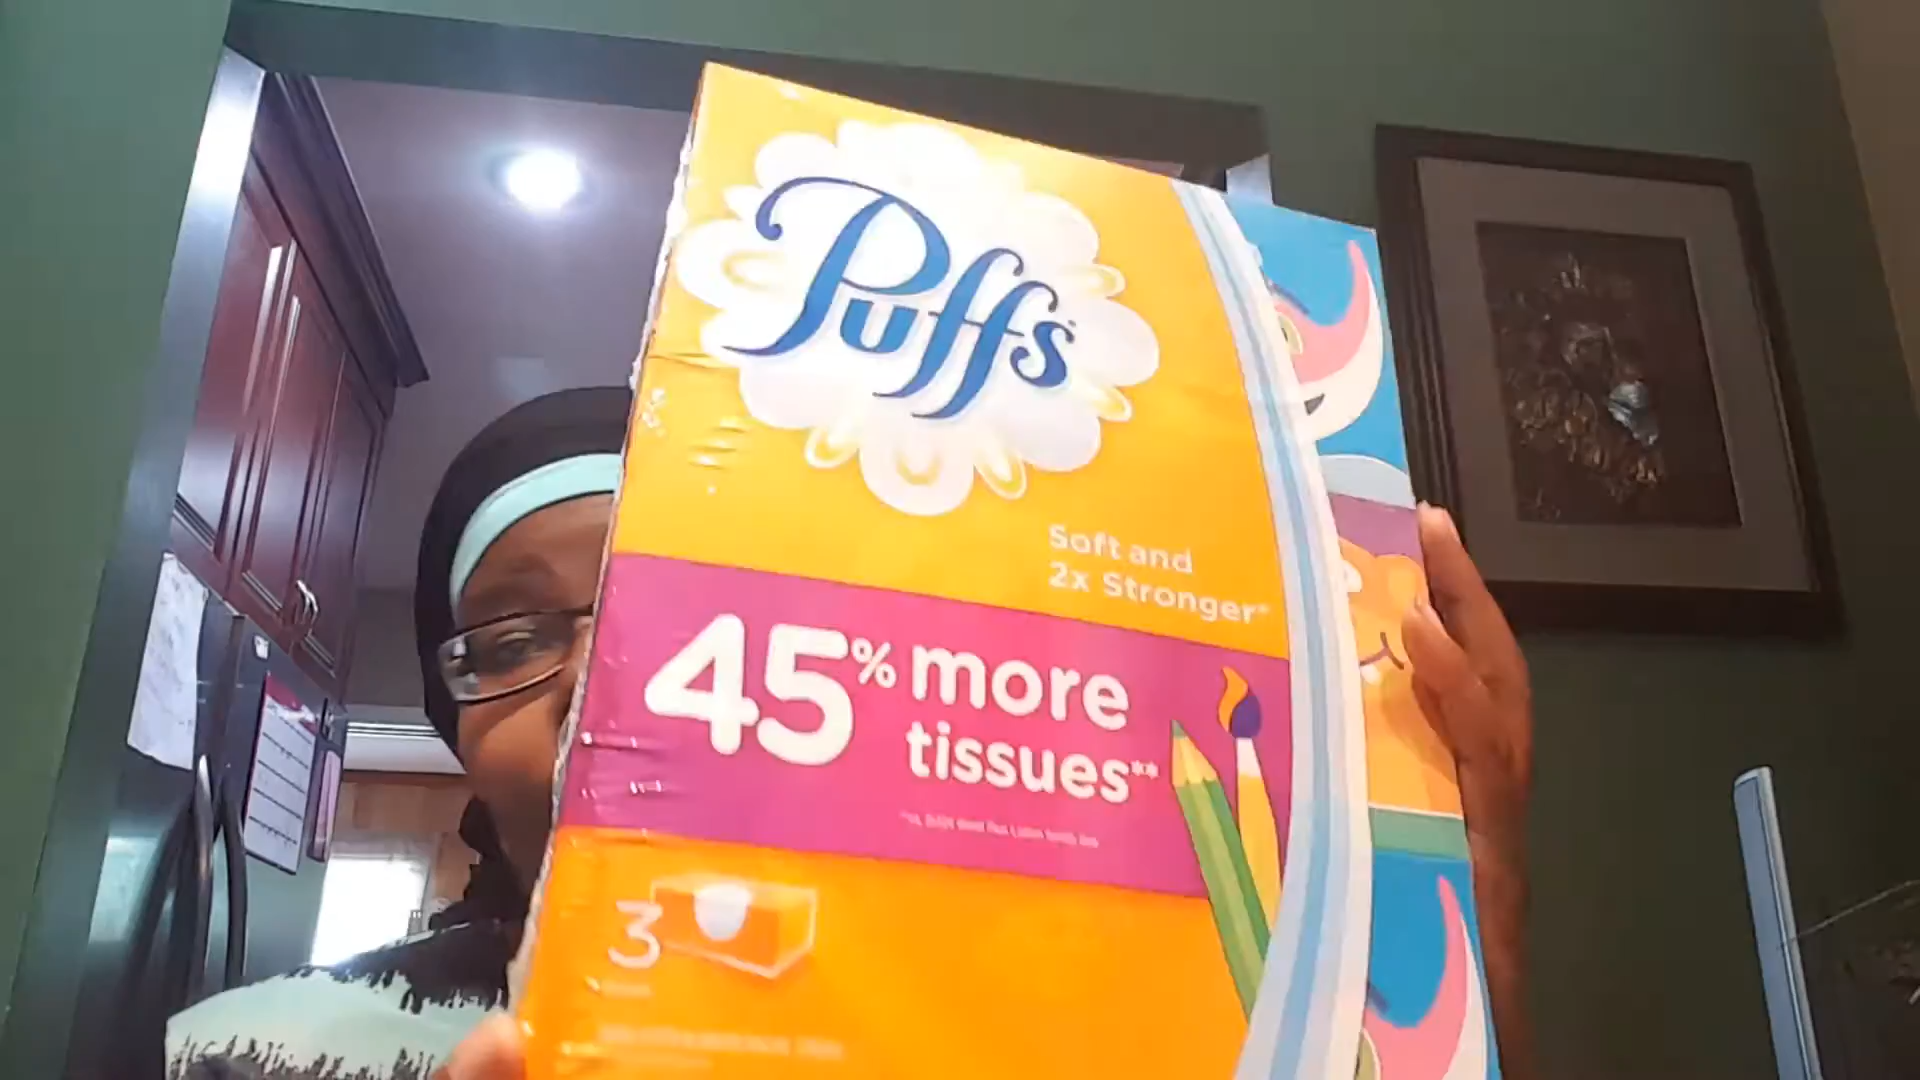 Puffs
Soft and
2x Stronger*
45% more
tissues**
3